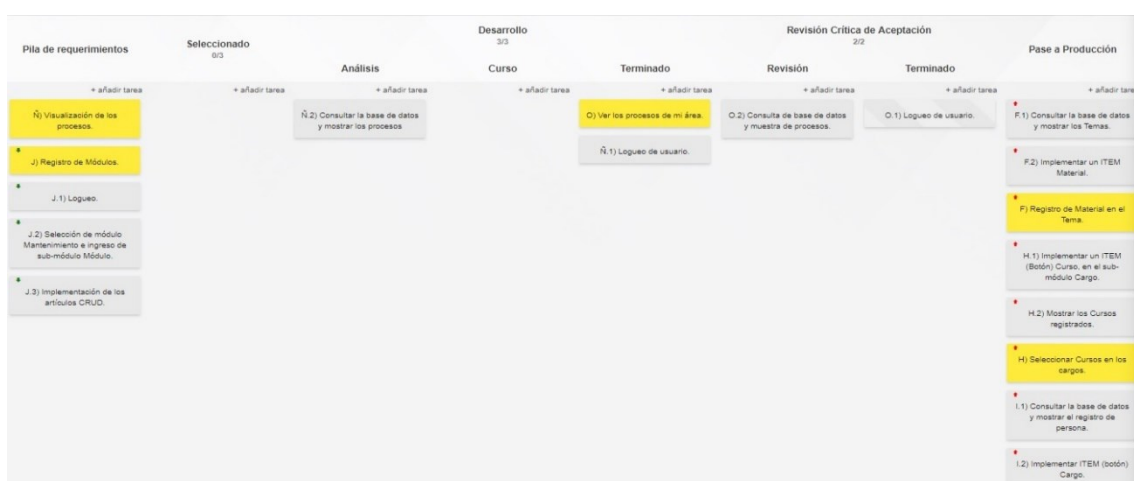 Pila de requerimientos
Seleccionado
0/3
Desarrollo
3/3
Análisis
Curso
Terminado
Revisión Crítica de Aceptación
2/2
Revisión
Terminado
Pase a Producción
+ añadir tarea
+ añadir tarea
+ añadir tarea
+ añadir tarea
+ añadir tarea
+ añadir tarea
+ añadir tarea
+ añadir tare
Ñ) Visualización de los
procesos.
J) Registro de Módulos.
J.1) Logueo.
J.2) Selección de módulo
Mantenimiento e ingreso de
sub-módulo Módulo.
J.3) Implementación de los
artículos CRUD.
Ñ.2) Consultar la base de datos
y mostrar los procesos
O) Ver los procesos de mi área.
Ñ.1) Logueo de usuario.
O.2) Consulta de base de datos
y muestra de procesos.
O.1) Logueo de usuario.
F.1) Consultar la base de datos
y mostrar los Temas.
F.2) Implementar un ITEM
Material.
F) Registro de Material en el
Tema.
H.1) Implementar un ITEM
(Botón) Curso, en el sub-
módulo Cargo.
H.2) Mostrar los Cursos
registrados.
H) Seleccionar Cursos en los
cargos.
I.1) Consultar la base de datos
y mostrar el registro de
persona.
I.2) Implementar ITEM (botón)
Cargo.